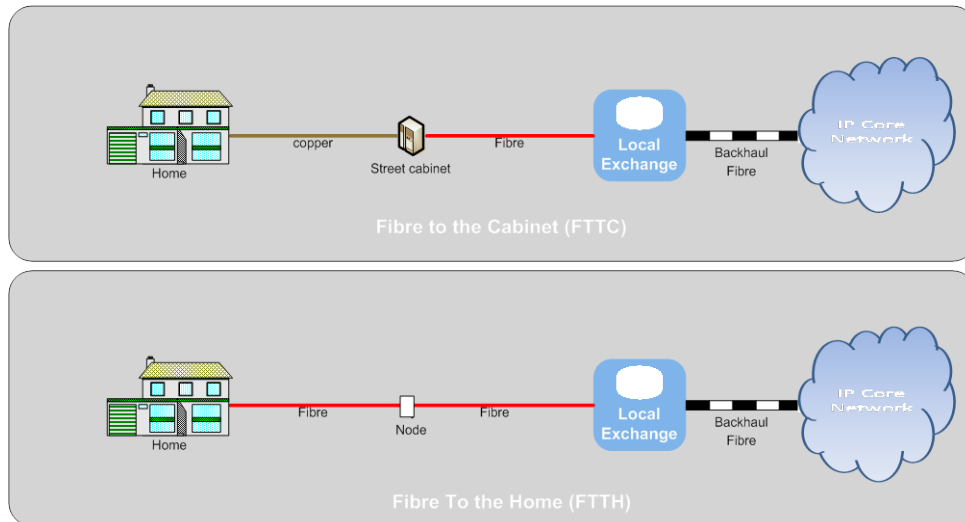 copper
Fibre
Home
Street cabinet
Local
Exchange
Backhaul
Fibre
IP Core
Network
Fibre to the Cabinet (FTTC)
Fibre
Fibre
Home
Node
Local
Exchange
Backhaul
Fibre
IP Core
Network
Fibre To the Home (FTTH)